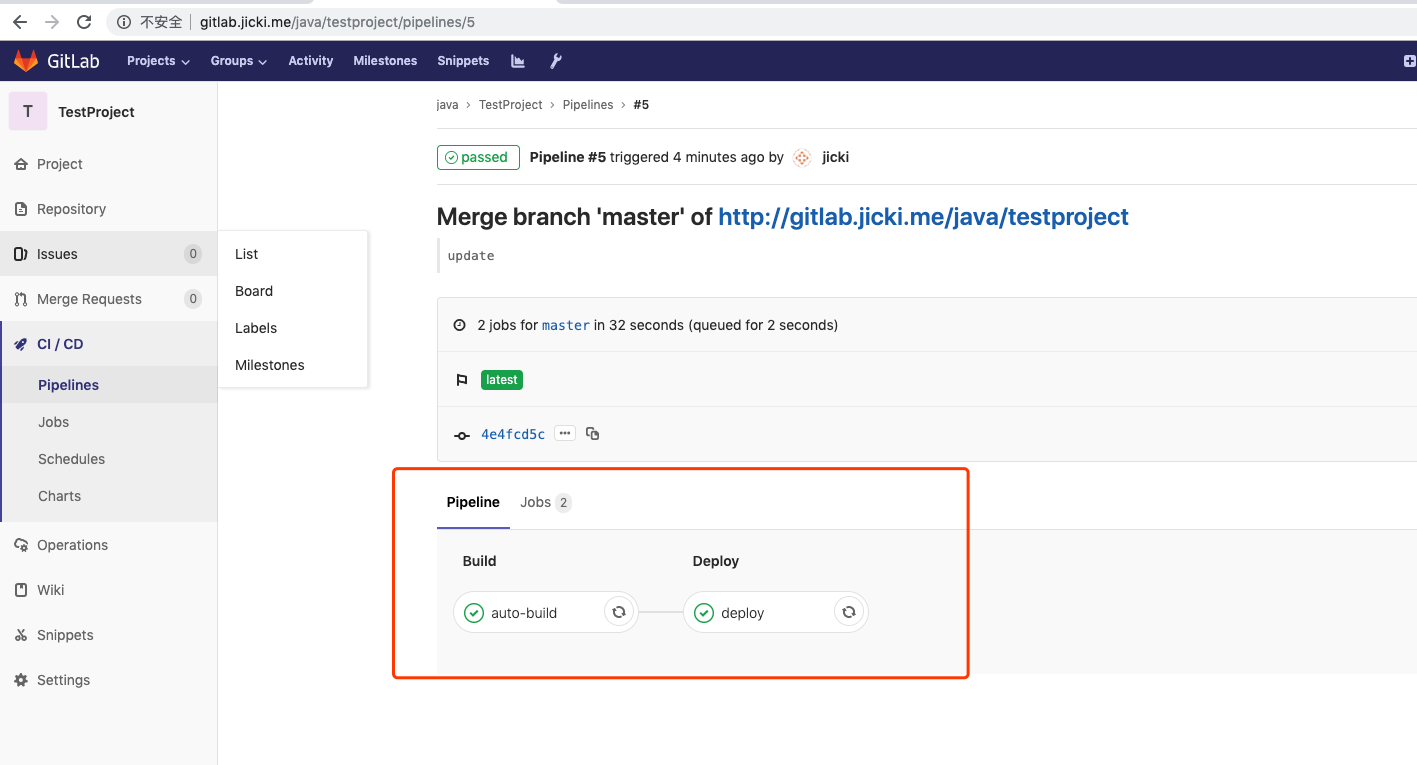 不安全 gitlab.jicki.me/java/testproject/pipelines/5
GitLab Projects Groups Activity Milestones Snippets
T TestProject
Project
Repository
Issues 0
Merge Requests 0
CI / CD
Pipelines
Jobs
Schedules
Charts
Operations
Wiki
Snippets
Settings
List
Board
Labels
Milestones
java › TestProject › Pipelines › #5
passed Pipeline #5 triggered 4 minutes ago by jicki
Merge branch 'master' of http://gitlab.jicki.me/java/testproject
update
2 jobs for master in 32 seconds (queued for 2 seconds)
latest
4e4fcd5c
Pipeline Jobs 2
Build Deploy
auto-build deploy